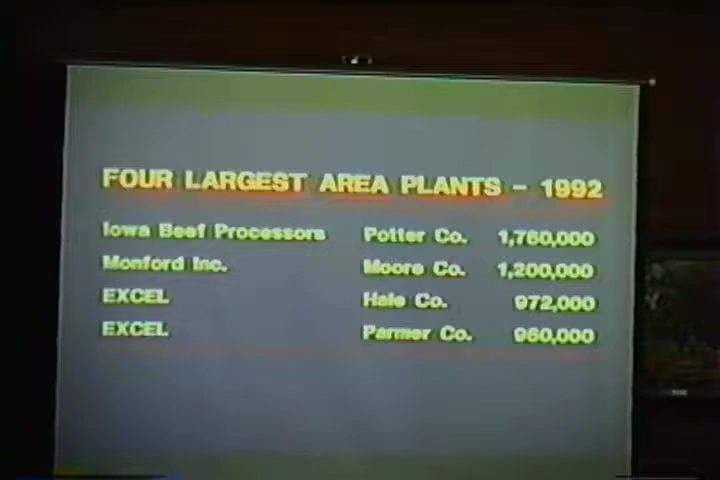 FOUR LARGEST AREA PLANTS - 1992
Iowa Beef Processors Potter Co. 1,760,000
Monford Inc. Moore Co. 1,200,000
EXCEL Hale Co. 972,000
EXCEL Parmer Co. 960,000